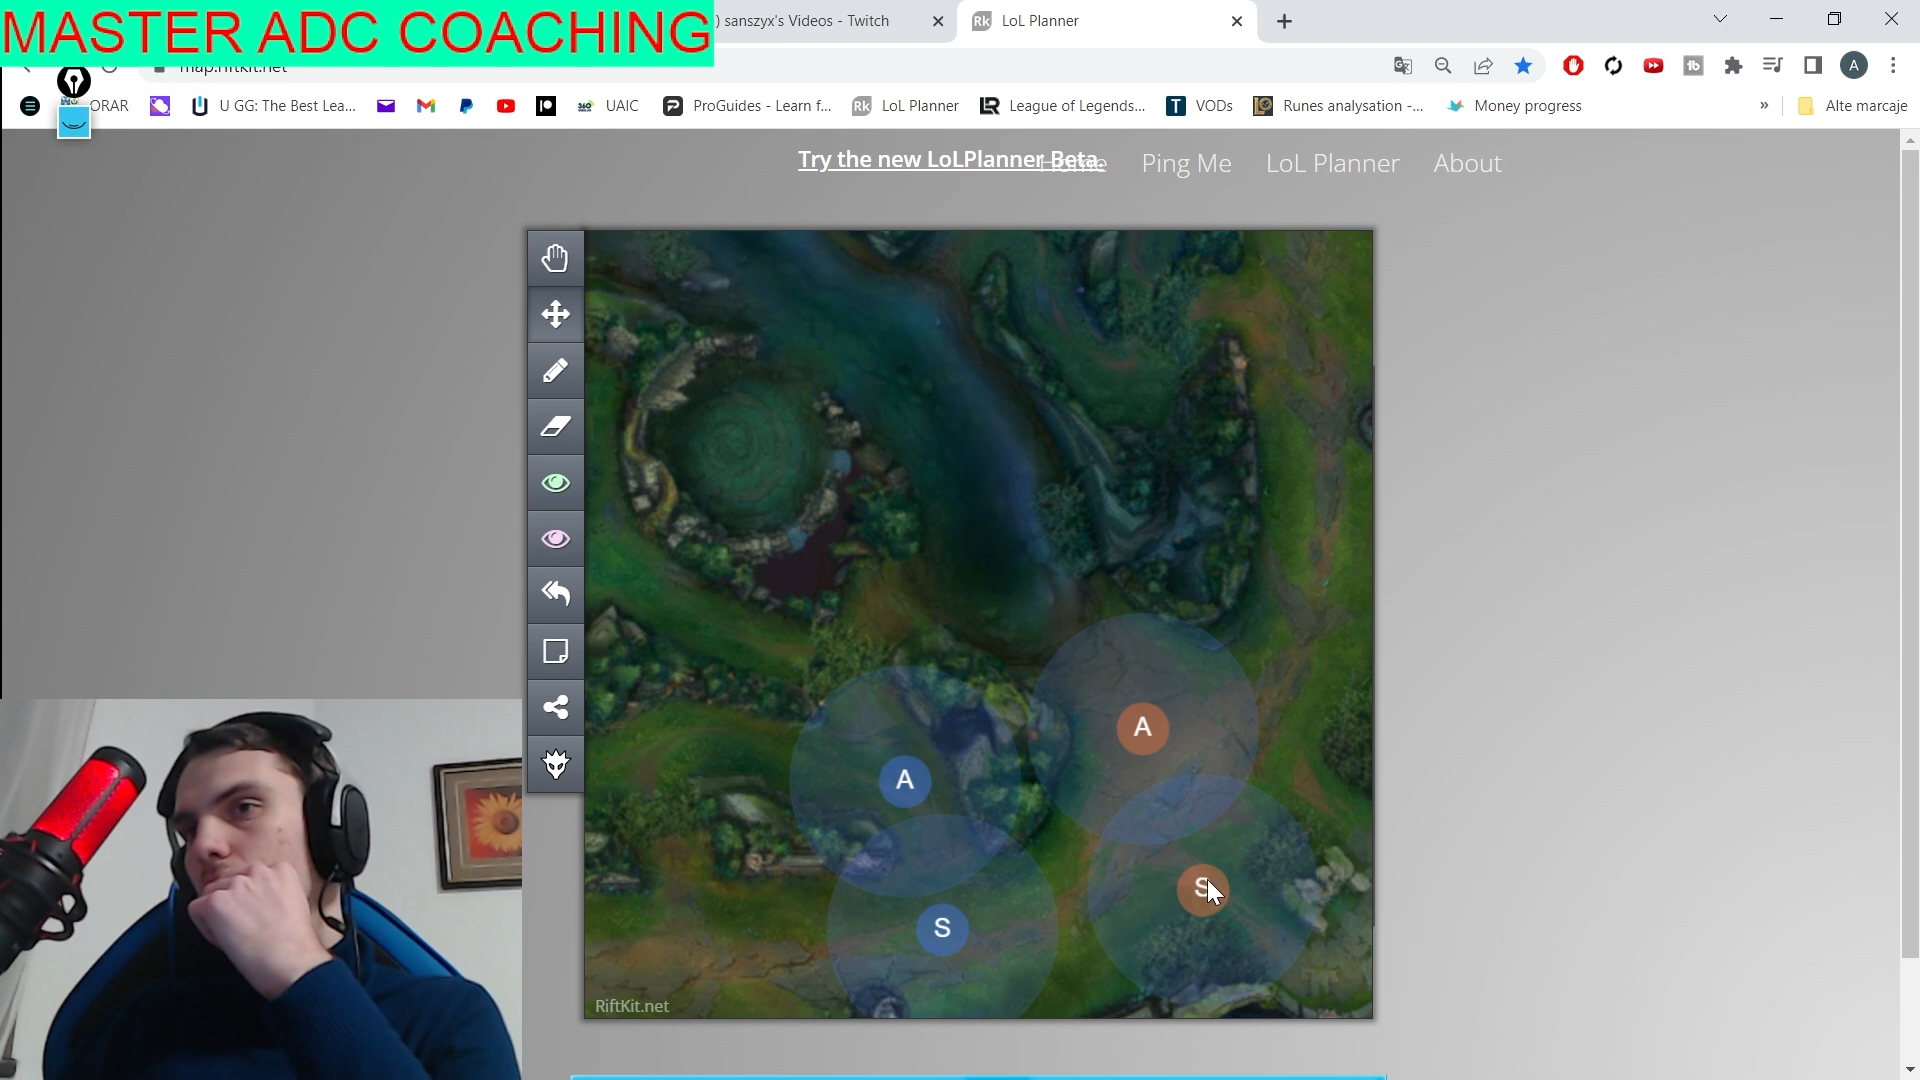 MASTER ADC COACHING
) sanszyx's Videos - Twitch
Rk LoL Planner
map.riftkit.net
A
ORAR
U GG: The Best Lea...
UAIC
ProGuides - Learn f...
Rk LoL Planner
League of Legends...
T VODs
Runes analysation -...
Money progress
»
Alte marcaje
Try the new LoLPlanner Beta.
Home
Ping Me
LoL Planner
About
A
A
S
S
RiftKit.net